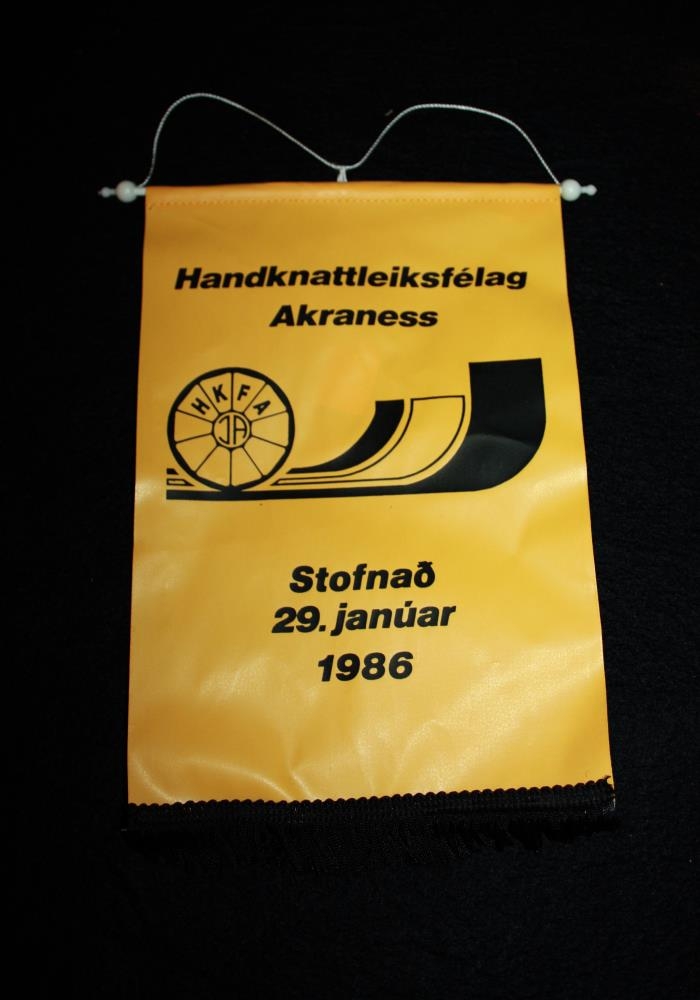 Handknattleiksfélag
Akraness
HKFA
ÍA
Stofnað
29. janúar
1986